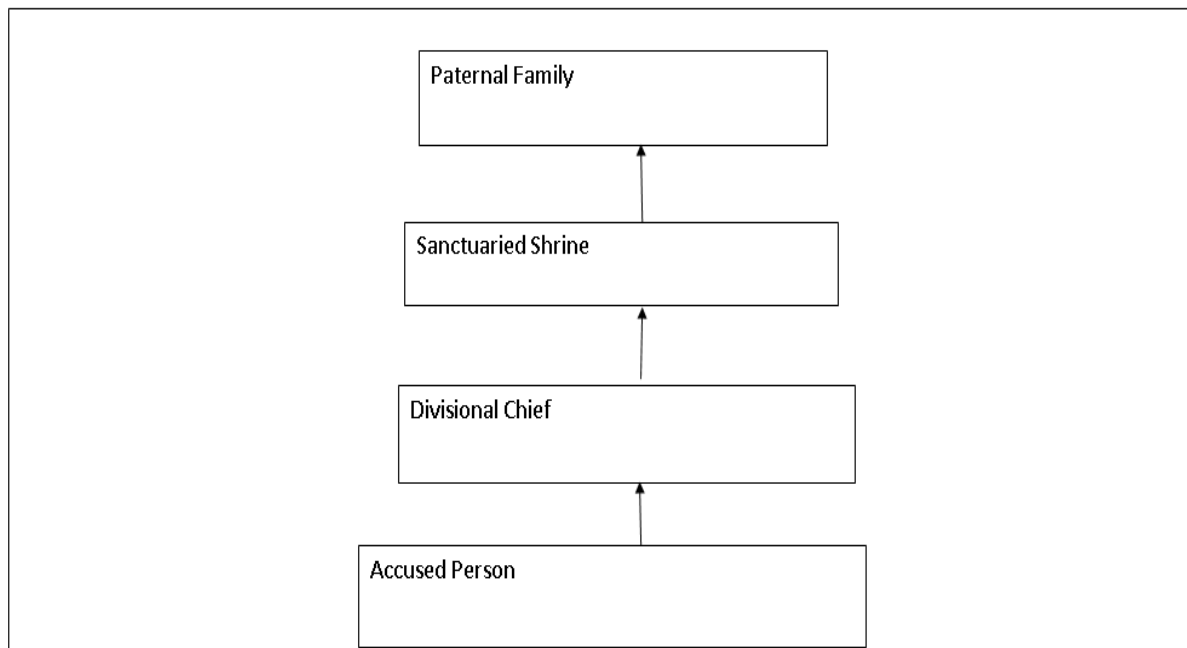 Paternal Family
Sanctuaried Shrine
Divisional Chief
Accused Person